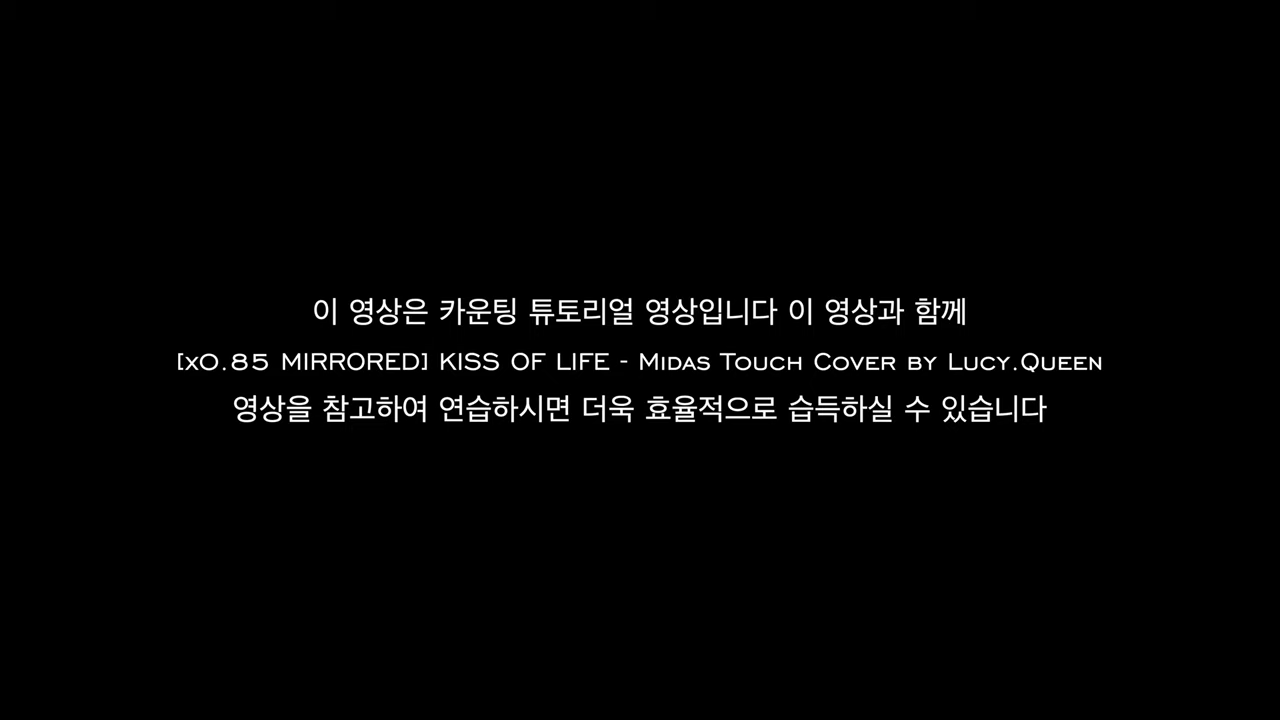 이 영상은 카운팅 튜토리얼 영상입니다 이 영상과 함께
[x0.85 MIRRORED] KISS OF LIFE - Midas Touch Cover by Lucy.Queen
영상을 참고하여 연습하시면 더욱 효율적으로 습득하실 수 있습니다